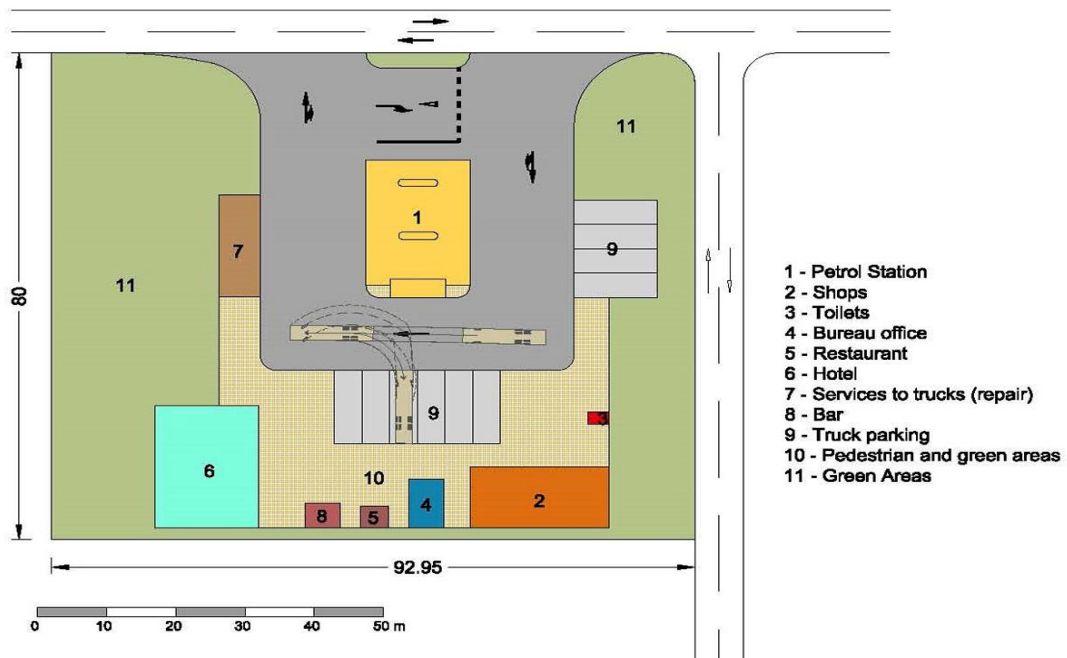 11
1
9
7
11
80
9
3
6
10
2
4
8
5
92.95
0 10 20 30 40 50 m
1 - Petrol Station
2 - Shops
3 - Toilets
4 - Bureau office
5 - Restaurant
6 - Hotel
7 - Services to trucks (repair)
8 - Bar
9 - Truck parking
10 - Pedestrian and green areas
11 - Green Areas